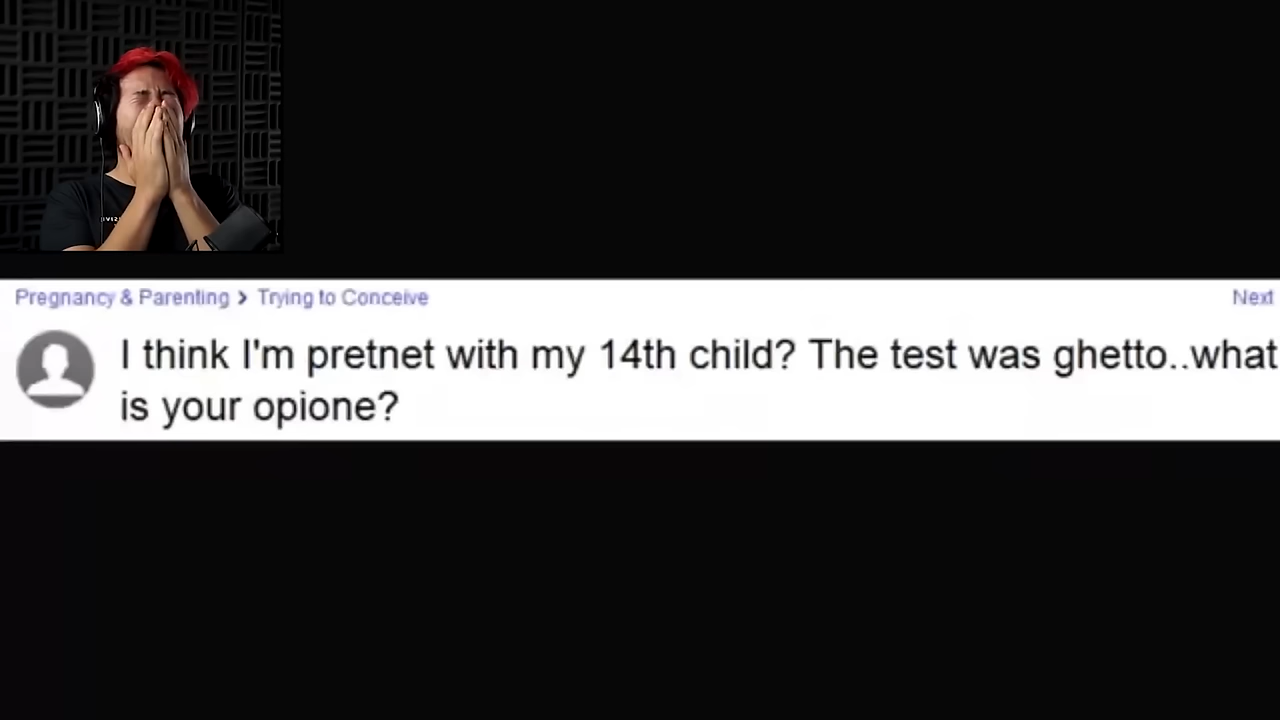 Pregnancy & Parenting > Trying to Conceive
Next
I think I'm pretnet with my 14th child? The test was ghetto..what
is your opione?